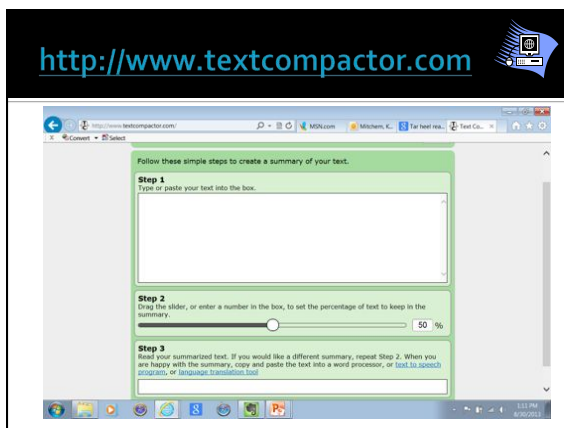 http://www.textcompactor.com
http://www.textcompactor.com/
MSN.com
Mitchem, K...
Tar heel rea...
Text Co...
X Convert Select
Follow these simple steps to create a summary of your text.
Step 1
Type or paste your text into the box.
Step 2
Drag the slider, or enter a number in the box, to set the percentage of text to keep in the
summary.
50 %
Step 3
Read your summarized text. If you would like a different summary, repeat Step 2. When you
are happy with the summary, copy and paste the text into a word processor, or text to speech
program, or language translation tool
1:11 PM
8/30/2013